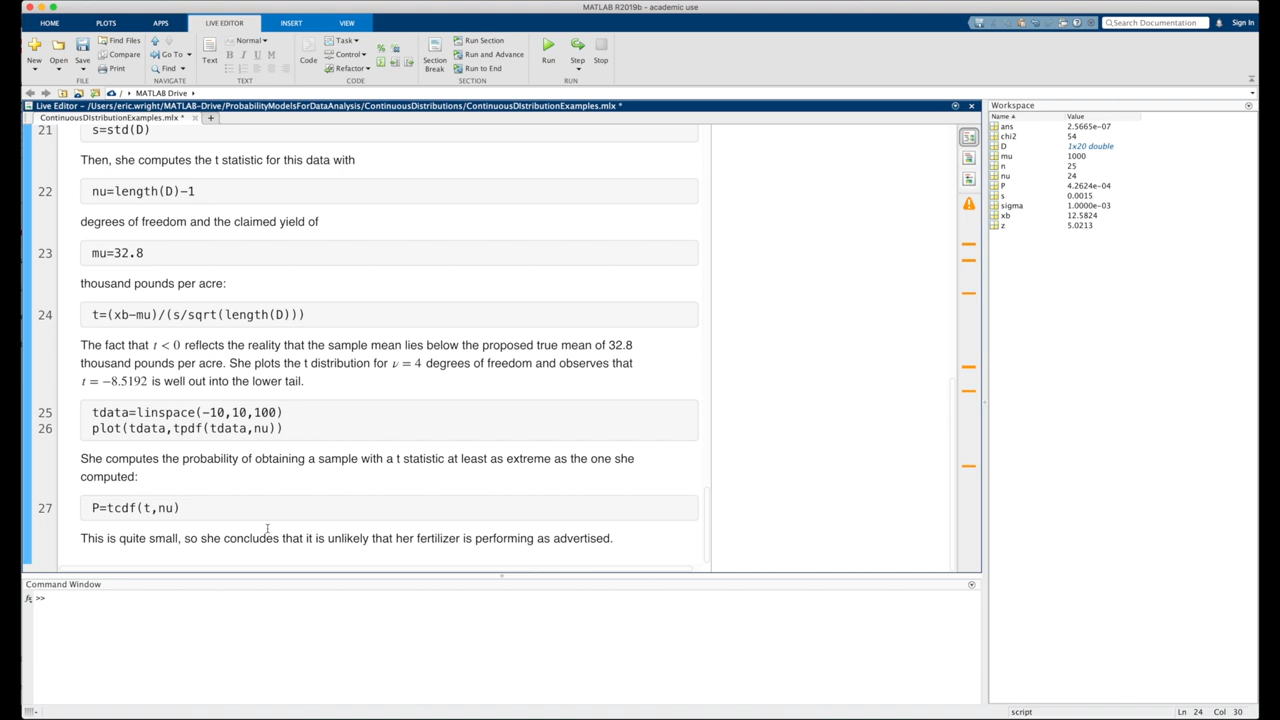 MATLAB R2019b - academic use
HOME PLOTS APPS LIVE EDITOR INSERT VIEW Search Documentation Sign In
New Open Save Find Files Compare Print Go To Find Text Normal B I U M Code Task Control Refactor Section Break Run Section Run and Advance Run to End Run Step Stop
FILE NAVIGATE TEXT CODE SECTION RUN
/ ▸ MATLAB Drive ▸
Live Editor - /Users/eric.wright/MATLAB-Drive/ProbabilityModelsForDataAnalysis/ContinuousDistributions/ContinuousDIstributionExamples.mlx *
ContinuousDIstributionExamples.mlx * × +
21 s=std(D)
Then, she computes the t statistic for this data with
22 nu=length(D)-1
degrees of freedom and the claimed yield of
23 mu=32.8
thousand pounds per acre:
24 t=(xb-mu)/(s/sqrt(length(D)))
The fact that t < 0 reflects the reality that the sample mean lies below the proposed true mean of 32.8
thousand pounds per acre. She plots the t distribution for ν = 4 degrees of freedom and observes that
t = −8.5192 is well out into the lower tail.
25 tdata=linspace(-10,10,100)
26 plot(tdata,tpdf(tdata,nu))
She computes the probability of obtaining a sample with a t statistic at least as extreme as the one she
computed:
27 P=tcdf(t,nu)
This is quite small, so she concludes that it is unlikely that her fertilizer is performing as advertised.
Command Window
fx >>
Workspace
Name Value
ans 2.5665e-07
chi2 54
D 1x20 double
mu 1000
n 25
nu 24
P 4.2624e-04
s 0.0015
sigma 1.0000e-03
xb 12.5824
z 5.0213
script Ln 24 Col 30